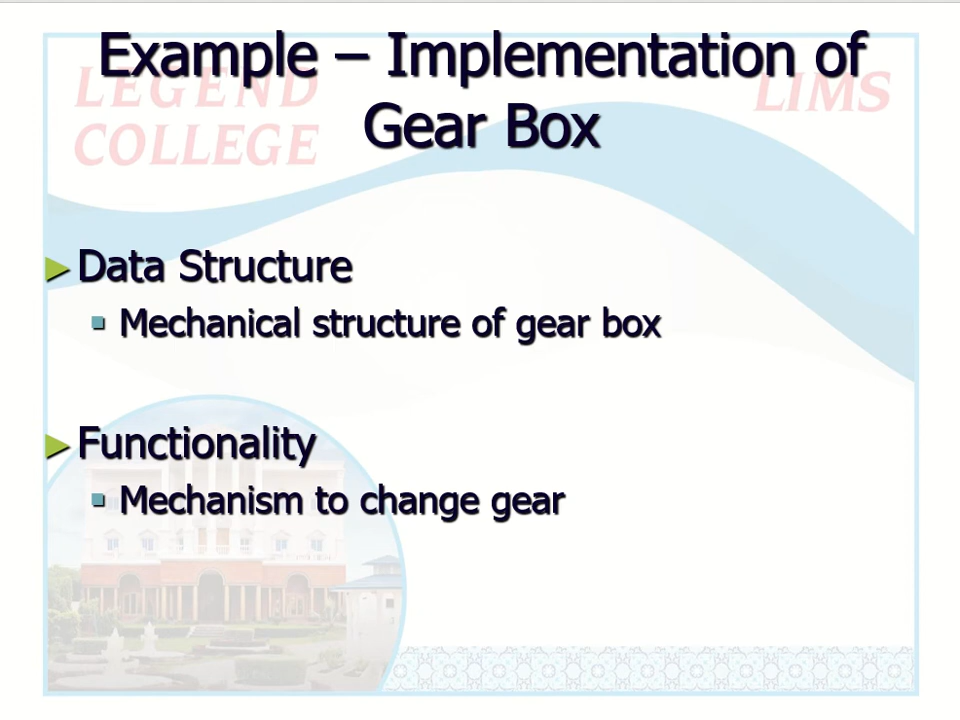 Example – Implementation of
Gear Box
LEGEND
COLLEGE
LIMS
► Data Structure
▪ Mechanical structure of gear box
► Functionality
▪ Mechanism to change gear